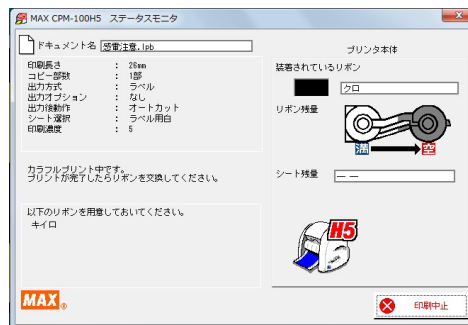 MAX CPM-100H5 ステータスモニタ
ドキュメント名 感電注意.lpb
印刷長さ : 26mm
コピー部数 : 1部
出力方式 : ラベル
出力オプション : なし
出力後動作 : オートカット
シート選択 : ラベル用白
印刷濃度 : 5
カラフルプリント中です。
プリントが完了したらリボンを交換してください。
以下のリボンを用意しておいてください。
キイロ
MAX®
プリンタ本体
装着されているリボン
クロ
リボン残量
満 空
シート残量 ー ー
H5
印刷中止